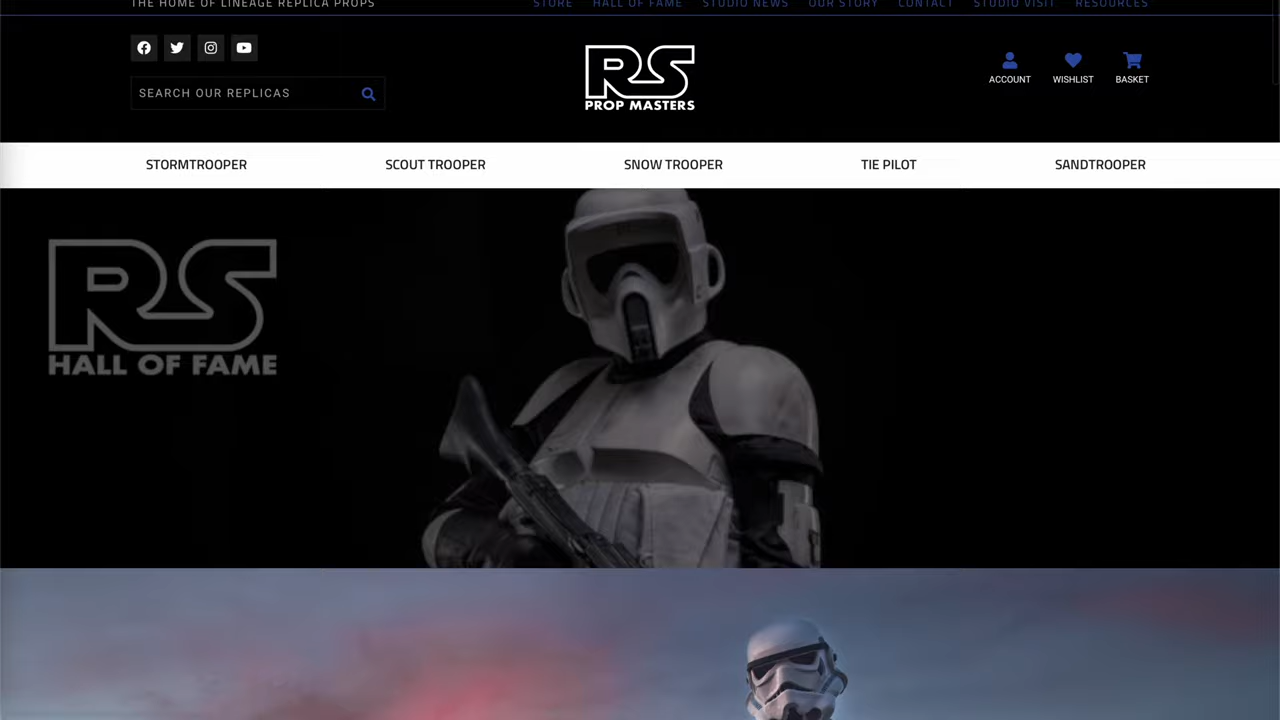 THE HOME OF LINEAGE REPLICA PROPS
STORE HALL OF FAME STUDIO NEWS OUR STORY CONTACT STUDIO VISIT RESOURCES
SEARCH OUR REPLICAS
RS
PROP MASTERS
ACCOUNT WISHLIST BASKET
STORMTROOPER SCOUT TROOPER SNOW TROOPER TIE PILOT SANDTROOPER
RS
HALL OF FAME